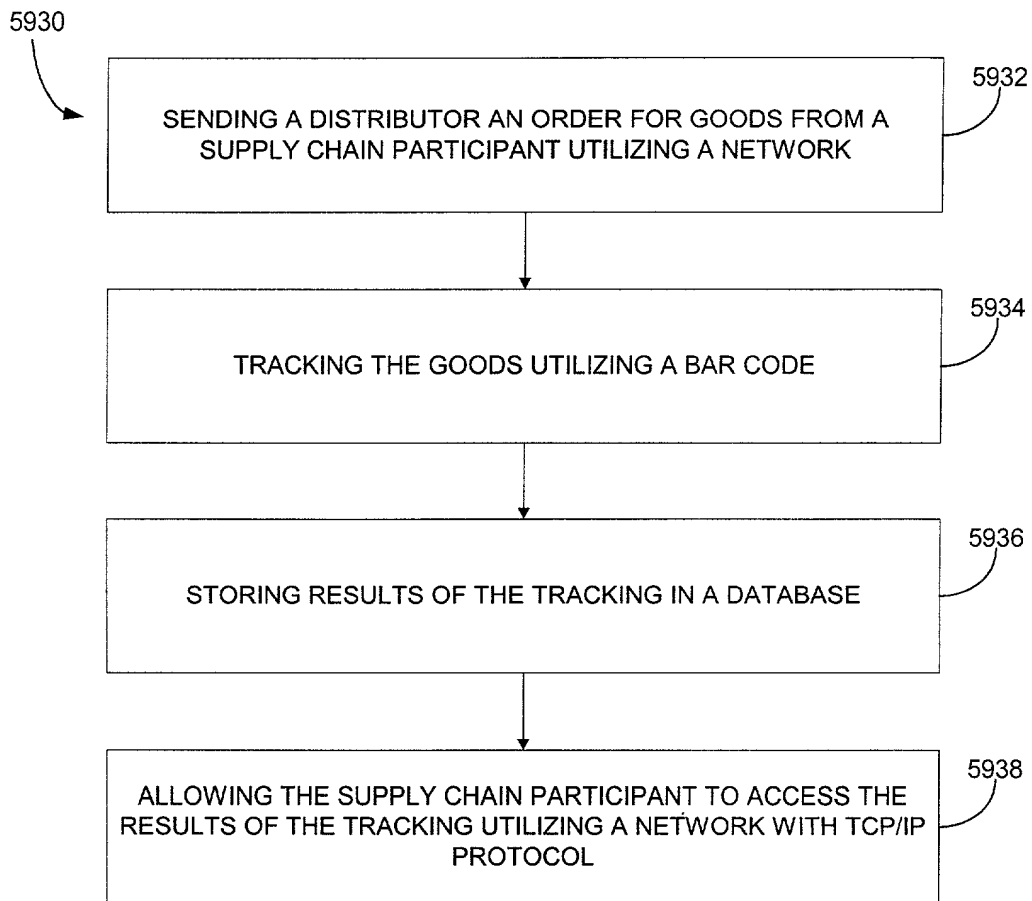 5930
5932
SENDING A DISTRIBUTOR AN ORDER FOR GOODS FROM A
SUPPLY CHAIN PARTICIPANT UTILIZING A NETWORK
5934
TRACKING THE GOODS UTILIZING A BAR CODE
5936
STORING RESULTS OF THE TRACKING IN A DATABASE
5938
ALLOWING THE SUPPLY CHAIN PARTICIPANT TO ACCESS THE
RESULTS OF THE TRACKING UTILIZING A NETWORK WITH TCP/IP
PROTOCOL